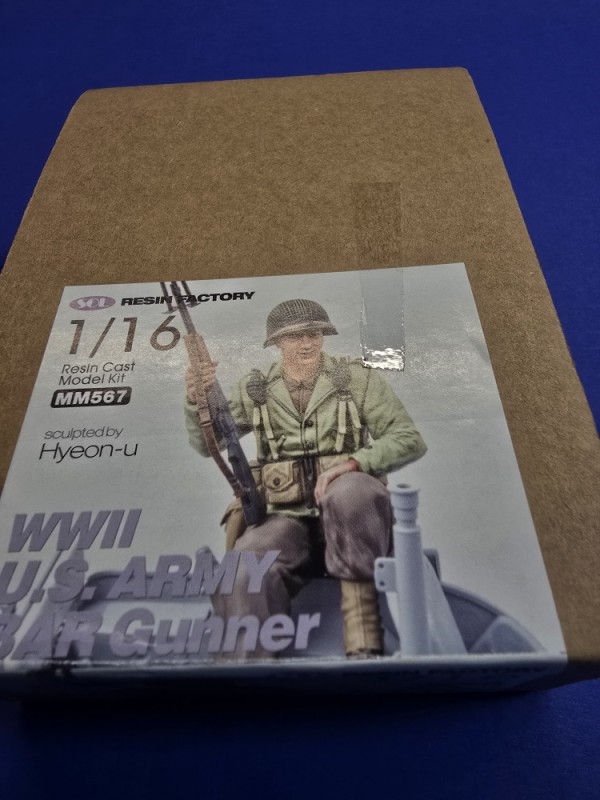 SOL RESIN FACTORY
1/16
Resin Cast
Model Kit
MM567
sculpted by
Hyeon-u
WWII
U.S. ARMY
BAR Gunner